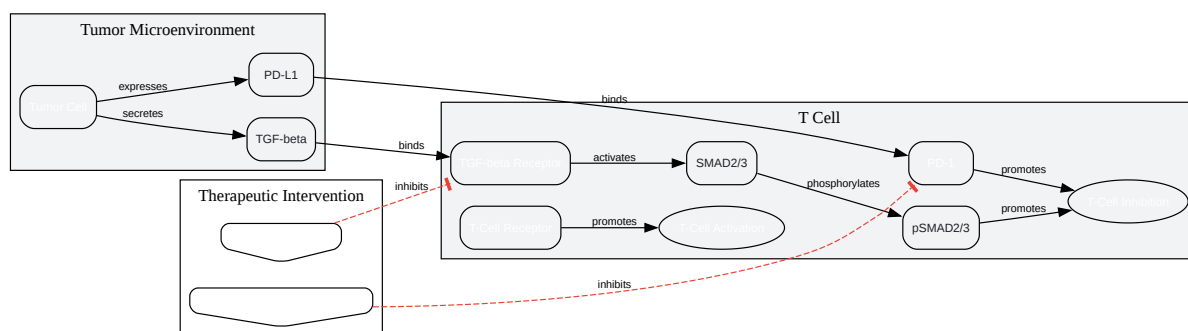 Tumor Microenvironment
Tumor Cell
expresses
secretes
PD-L1
TGF-beta
binds
binds
T Cell
TGF-beta Receptor
activates
SMAD2/3
phosphorylates
PD-1
promotes
T-Cell Inhibition
T-Cell Receptor
promotes
T-Cell Activation
pSMAD2/3
promotes
Therapeutic Intervention
inhibits
inhibits